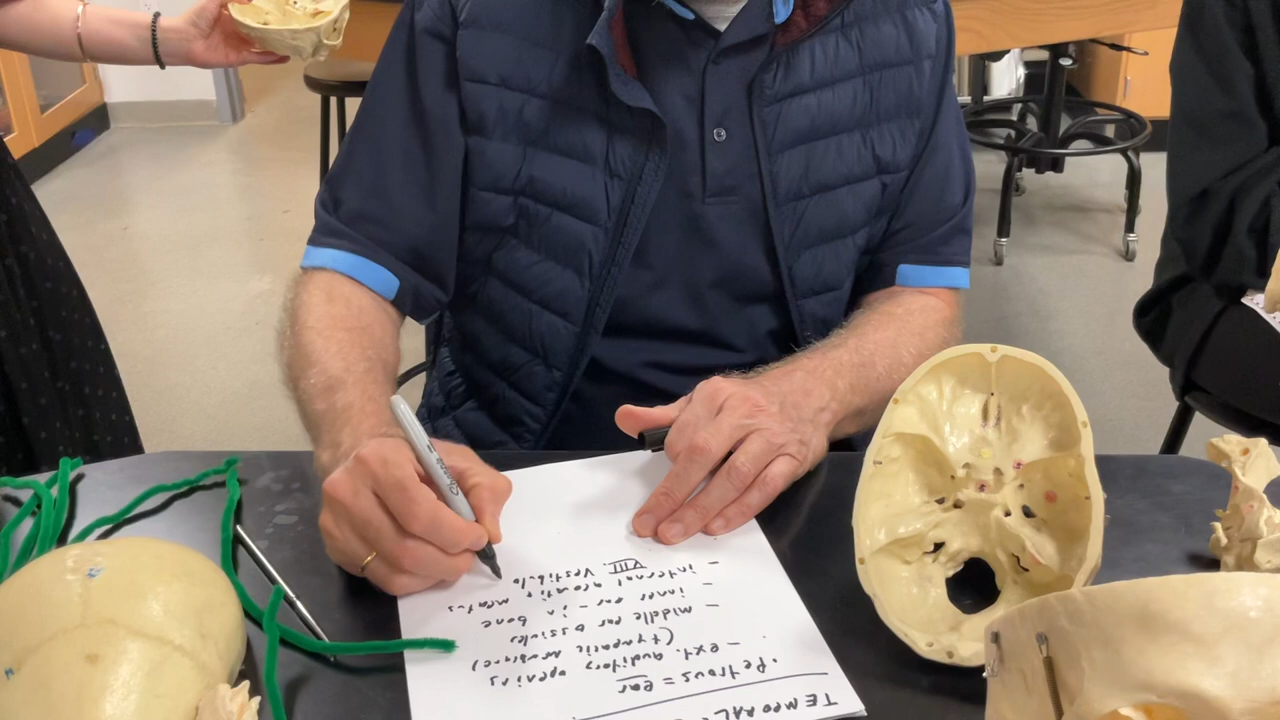 TEMPORAL
• Petrous = ear
- ext. auditory opening
(tympanic membrane)
- middle ear ossicles
inner ear - in bone
- internal acoustic meatus
VIII. Vestibulo
Sharpie